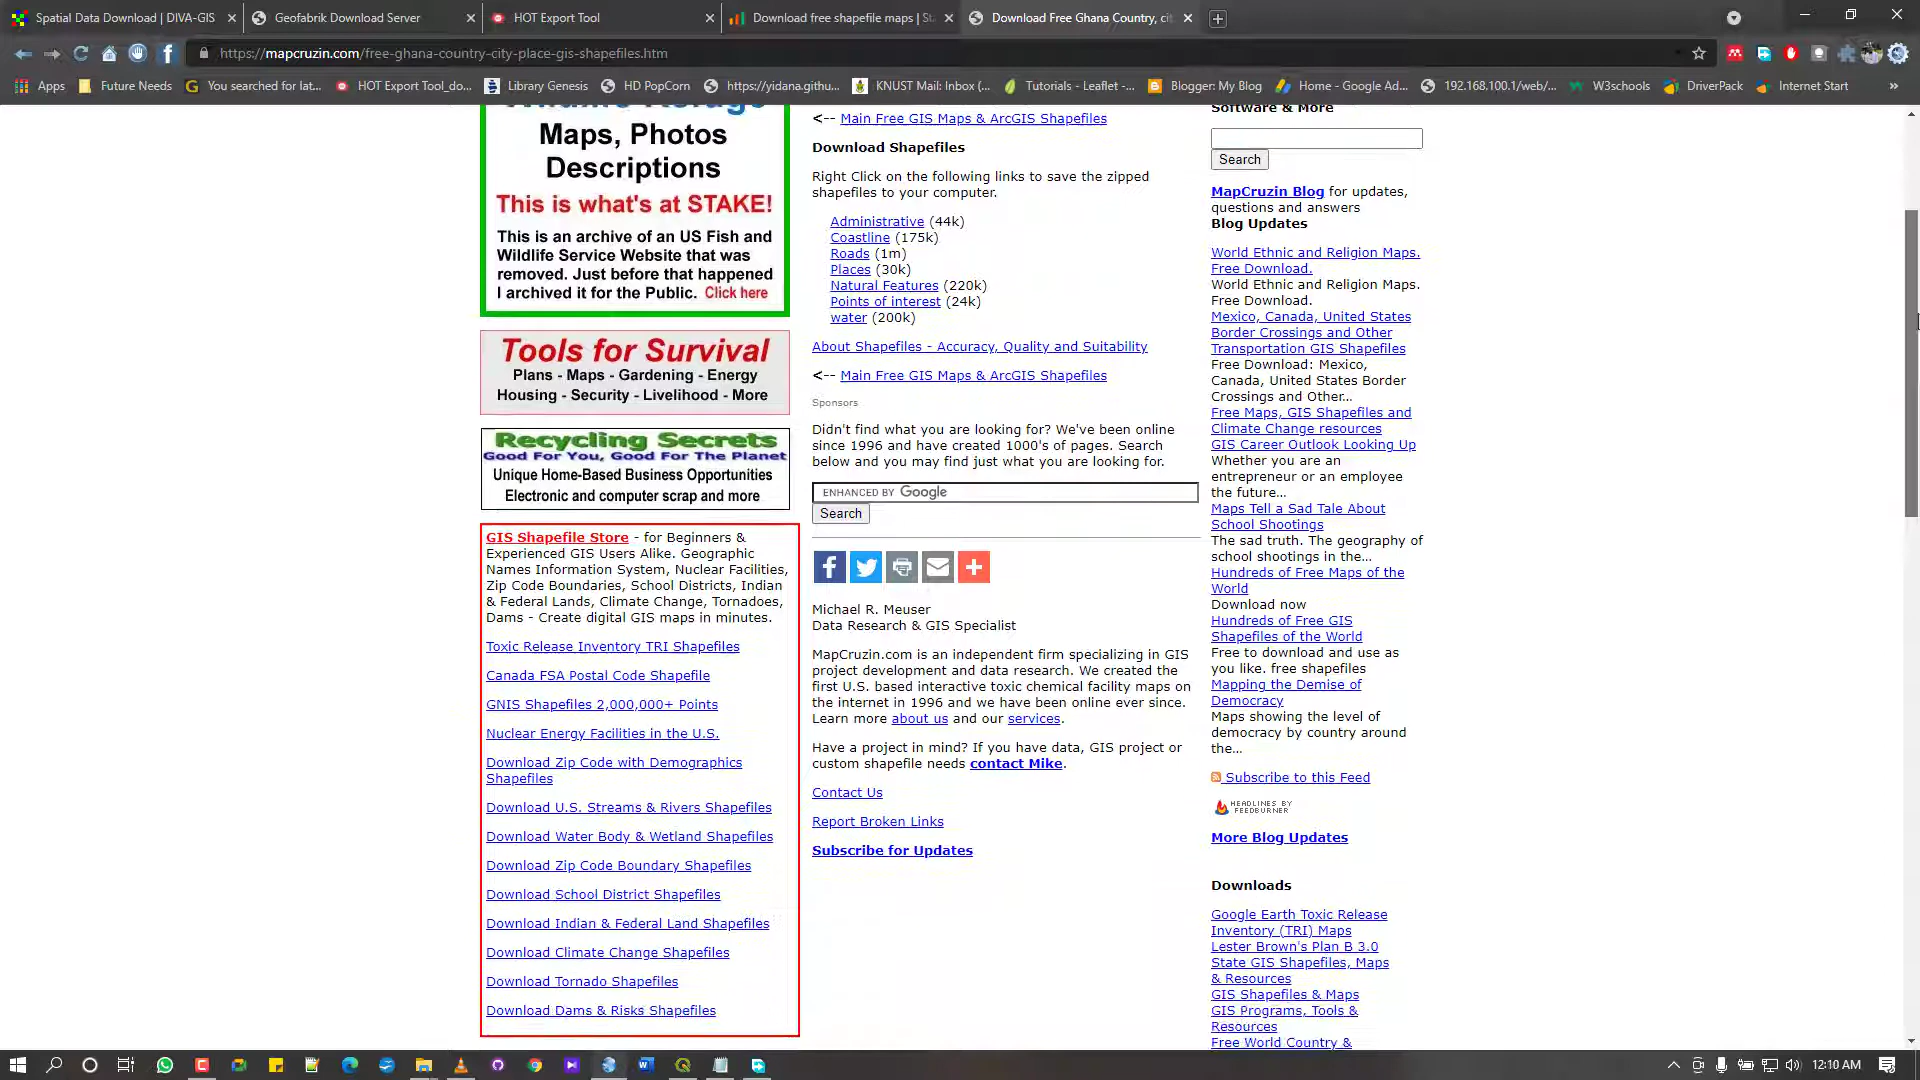 Spatial Data Download | DIVA-GIS
Geofabrik Download Server
HOT Export Tool
Download free shapefile maps | St
Download Free Ghana Country, ci
https://mapcruzin.com/free-ghana-country-city-place-gis-shapefiles.htm
Apps
Future Needs
You searched for lat...
HOT Export Tool_do...
Library Genesis
HD PopCorn
https://yidana.githu...
KNUST Mail: Inbox (...
Tutorials - Leaflet -...
Blogger: My Blog
Home - Google Ad...
192.168.100.1/web/...
W3schools
DriverPack
Internet Start
Maps, Photos
Descriptions
This is what's at STAKE!
This is an archive of an US Fish and
Wildlife Service Website that was
removed. Just before that happened
I archived it for the Public. Click here
Tools for Survival
Plans - Maps - Gardening - Energy
Housing - Security - Livelihood - More
Recycling Secrets
Good For You, Good For The Planet
Unique Home-Based Business Opportunities
Electronic and computer scrap and more
GIS Shapefile Store - for Beginners &
Experienced GIS Users Alike. Geographic
Names Information System, Nuclear Facilities,
Zip Code Boundaries, School Districts, Indian
& Federal Lands, Climate Change, Tornadoes,
Dams - Create digital GIS maps in minutes.
Toxic Release Inventory TRI Shapefiles
Canada FSA Postal Code Shapefile
GNIS Shapefiles 2,000,000+ Points
Nuclear Energy Facilities in the U.S.
Download Zip Code with Demographics
Shapefiles
Download U.S. Streams & Rivers Shapefiles
Download Water Body & Wetland Shapefiles
Download Zip Code Boundary Shapefiles
Download School District Shapefiles
Download Indian & Federal Land Shapefiles
Download Climate Change Shapefiles
Download Tornado Shapefiles
Download Dams & Risks Shapefiles
<-- Main Free GIS Maps & ArcGIS Shapefiles
Download Shapefiles
Right Click on the following links to save the zipped
shapefiles to your computer.
Administrative (44k)
Coastline (175k)
Roads (1m)
Places (30k)
Natural Features (220k)
Points of interest (24k)
water (200k)
About Shapefiles - Accuracy, Quality and Suitability
<-- Main Free GIS Maps & ArcGIS Shapefiles
Sponsors
Didn't find what you are looking for? We've been online
since 1996 and have created 1000's of pages. Search
below and you may find just what you are looking for.
ENHANCED BY Google
Search
Michael R. Meuser
Data Research & GIS Specialist
MapCruzin.com is an independent firm specializing in GIS
project development and data research. We created the
first U.S. based interactive toxic chemical facility maps on
the internet in 1996 and we have been online ever since.
Learn more about us and our services.
Have a project in mind? If you have data, GIS project or
custom shapefile needs contact Mike.
Contact Us
Report Broken Links
Subscribe for Updates
Software & More
Search
MapCruzin Blog for updates,
questions and answers
Blog Updates
World Ethnic and Religion Maps.
Free Download.
World Ethnic and Religion Maps.
Free Download.
Mexico, Canada, United States
Border Crossings and Other
Transportation GIS Shapefiles
Free Download: Mexico,
Canada, United States Border
Crossings and Other...
Free Maps, GIS Shapefiles and
Climate Change resources
GIS Career Outlook Looking Up
Whether you are an
entrepreneur or an employee
the future...
Maps Tell a Sad Tale About
School Shootings
The sad truth. The geography of
school shootings in the...
Hundreds of Free Maps of the
World
Download now
Hundreds of Free GIS
Shapefiles of the World
Free to download and use as
you like. free shapefiles
Mapping the Demise of
Democracy
Maps showing the level of
democracy by country around
the...
Subscribe to this Feed
HEADLINES BY
FEEDBURNER
More Blog Updates
Downloads
Google Earth Toxic Release
Inventory (TRI) Maps
Lester Brown's Plan B 3.0
State GIS Shapefiles, Maps
& Resources
GIS Shapefiles & Maps
GIS Programs, Tools &
Resources
Free World Country &
12:10 AM